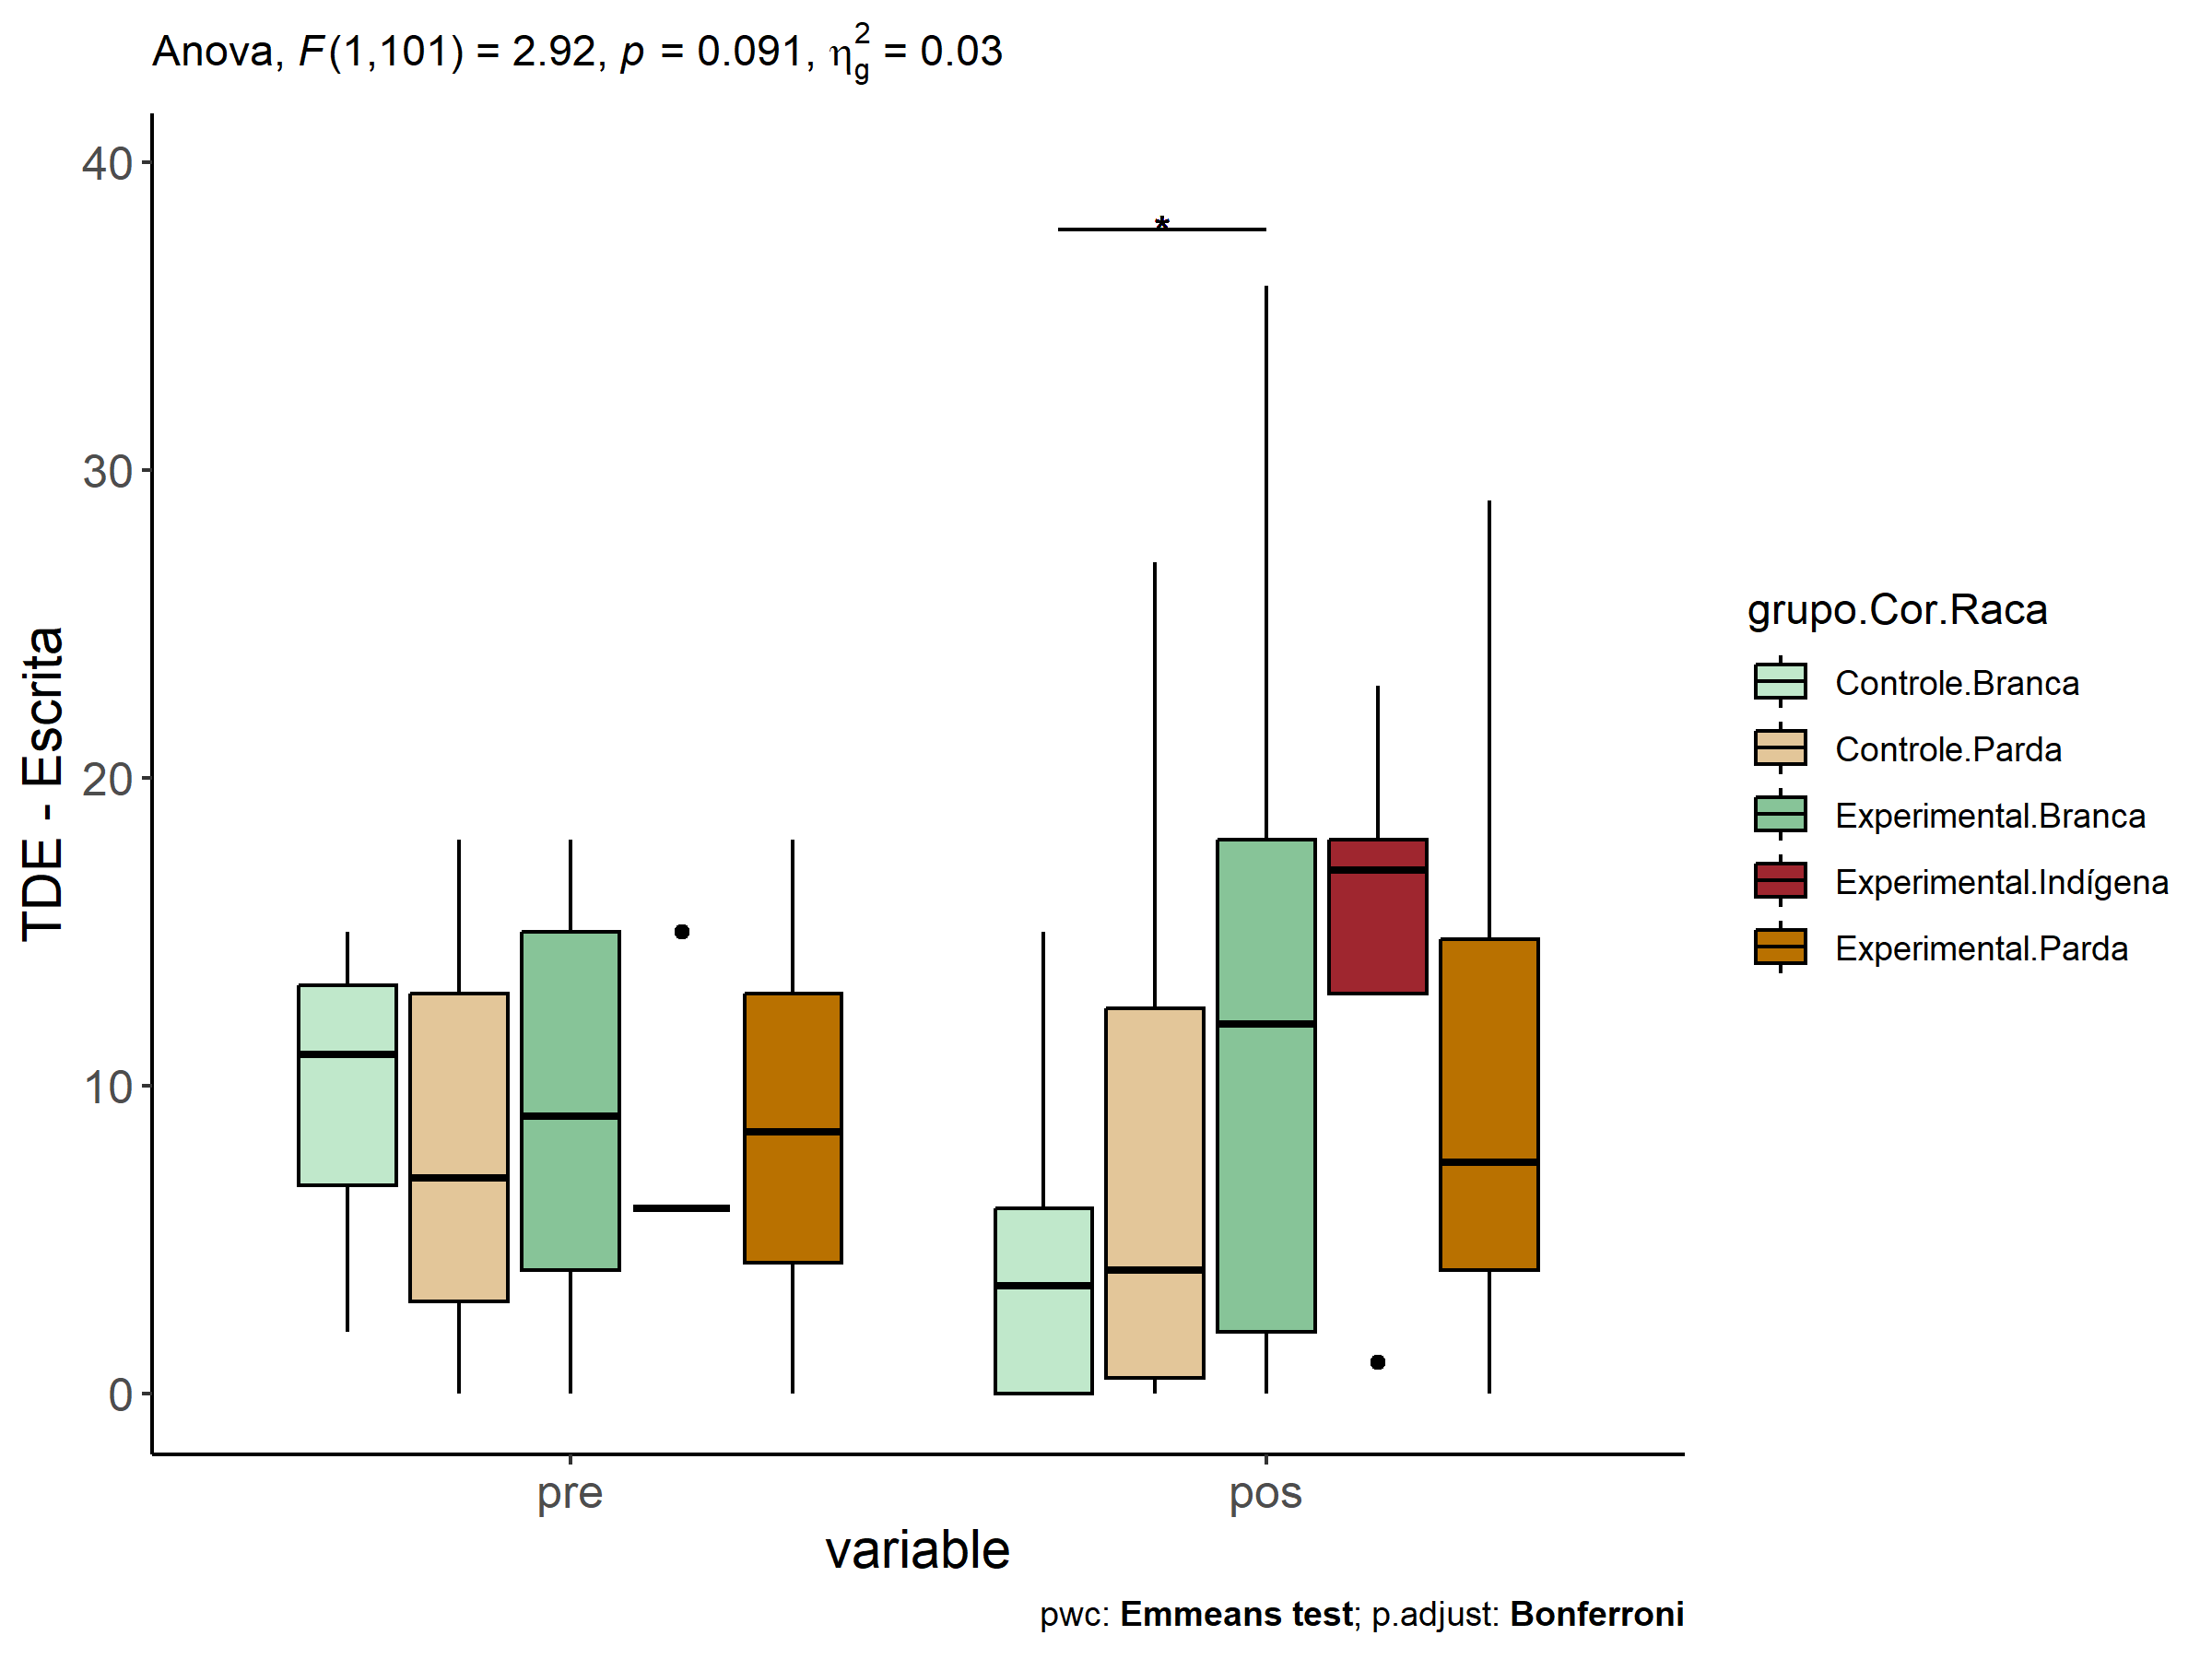 Anova, F(1,101) = 2.92, p = 0.091, η²g = 0.03
TDE - Escrita
40
30
20
10
0
*
pre
pos
variable
grupo.Cor.Raca
Controle.Branca
Controle.Parda
Experimental.Branca
Experimental.Indígena
Experimental.Parda
pwc: Emmeans test; p.adjust: Bonferroni